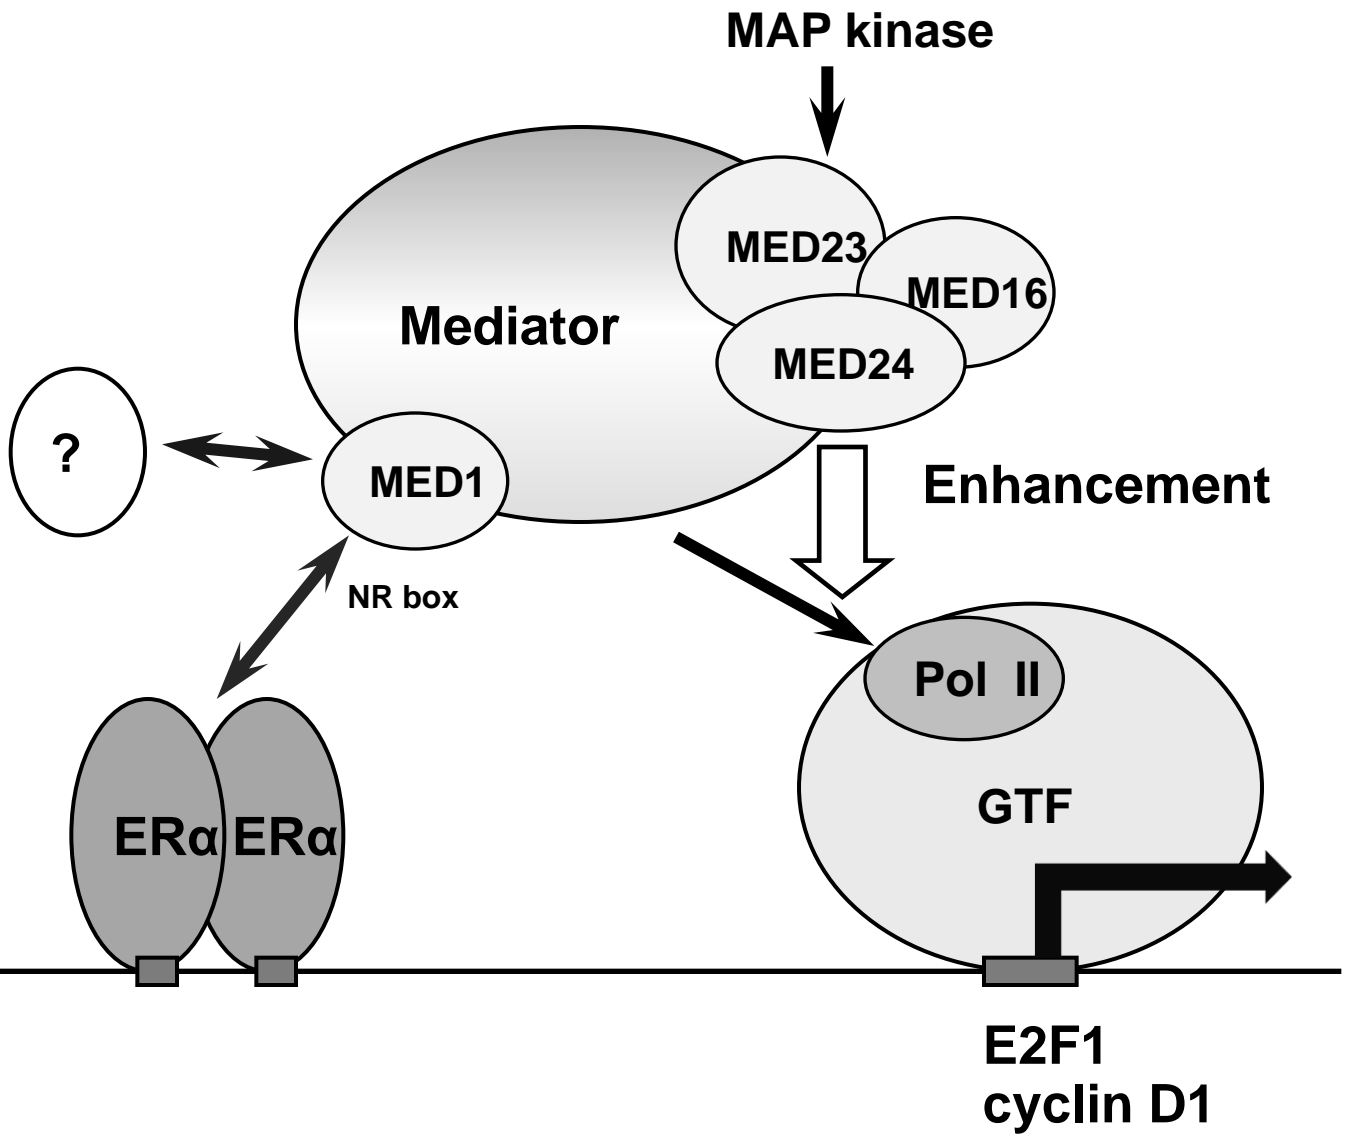 MAP kinase
MED23
MED16
Mediator
MED24
?
MED1
Enhancement
NR box
Pol II
GTF
ERα ERα
E2F1
cyclin D1